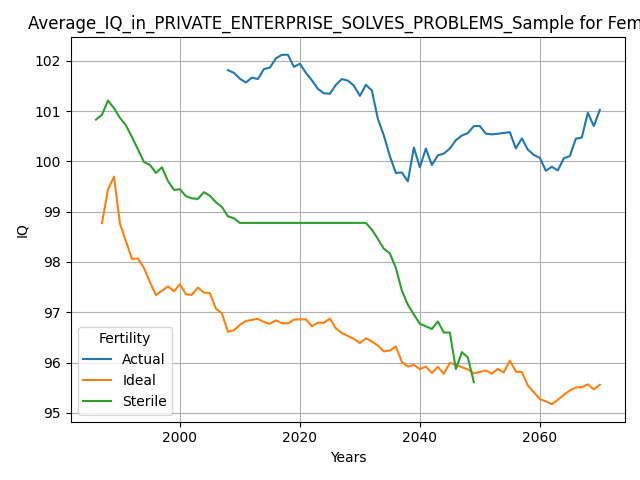 Average_IQ_in_PRIVATE_ENTERPRISE_SOLVES_PROBLEMS_Sample for Fem
102
101
100
99
98
97
96
95
IQ
Fertility
Actual
Ideal
Sterile
2000 2020 2040 2060
Years